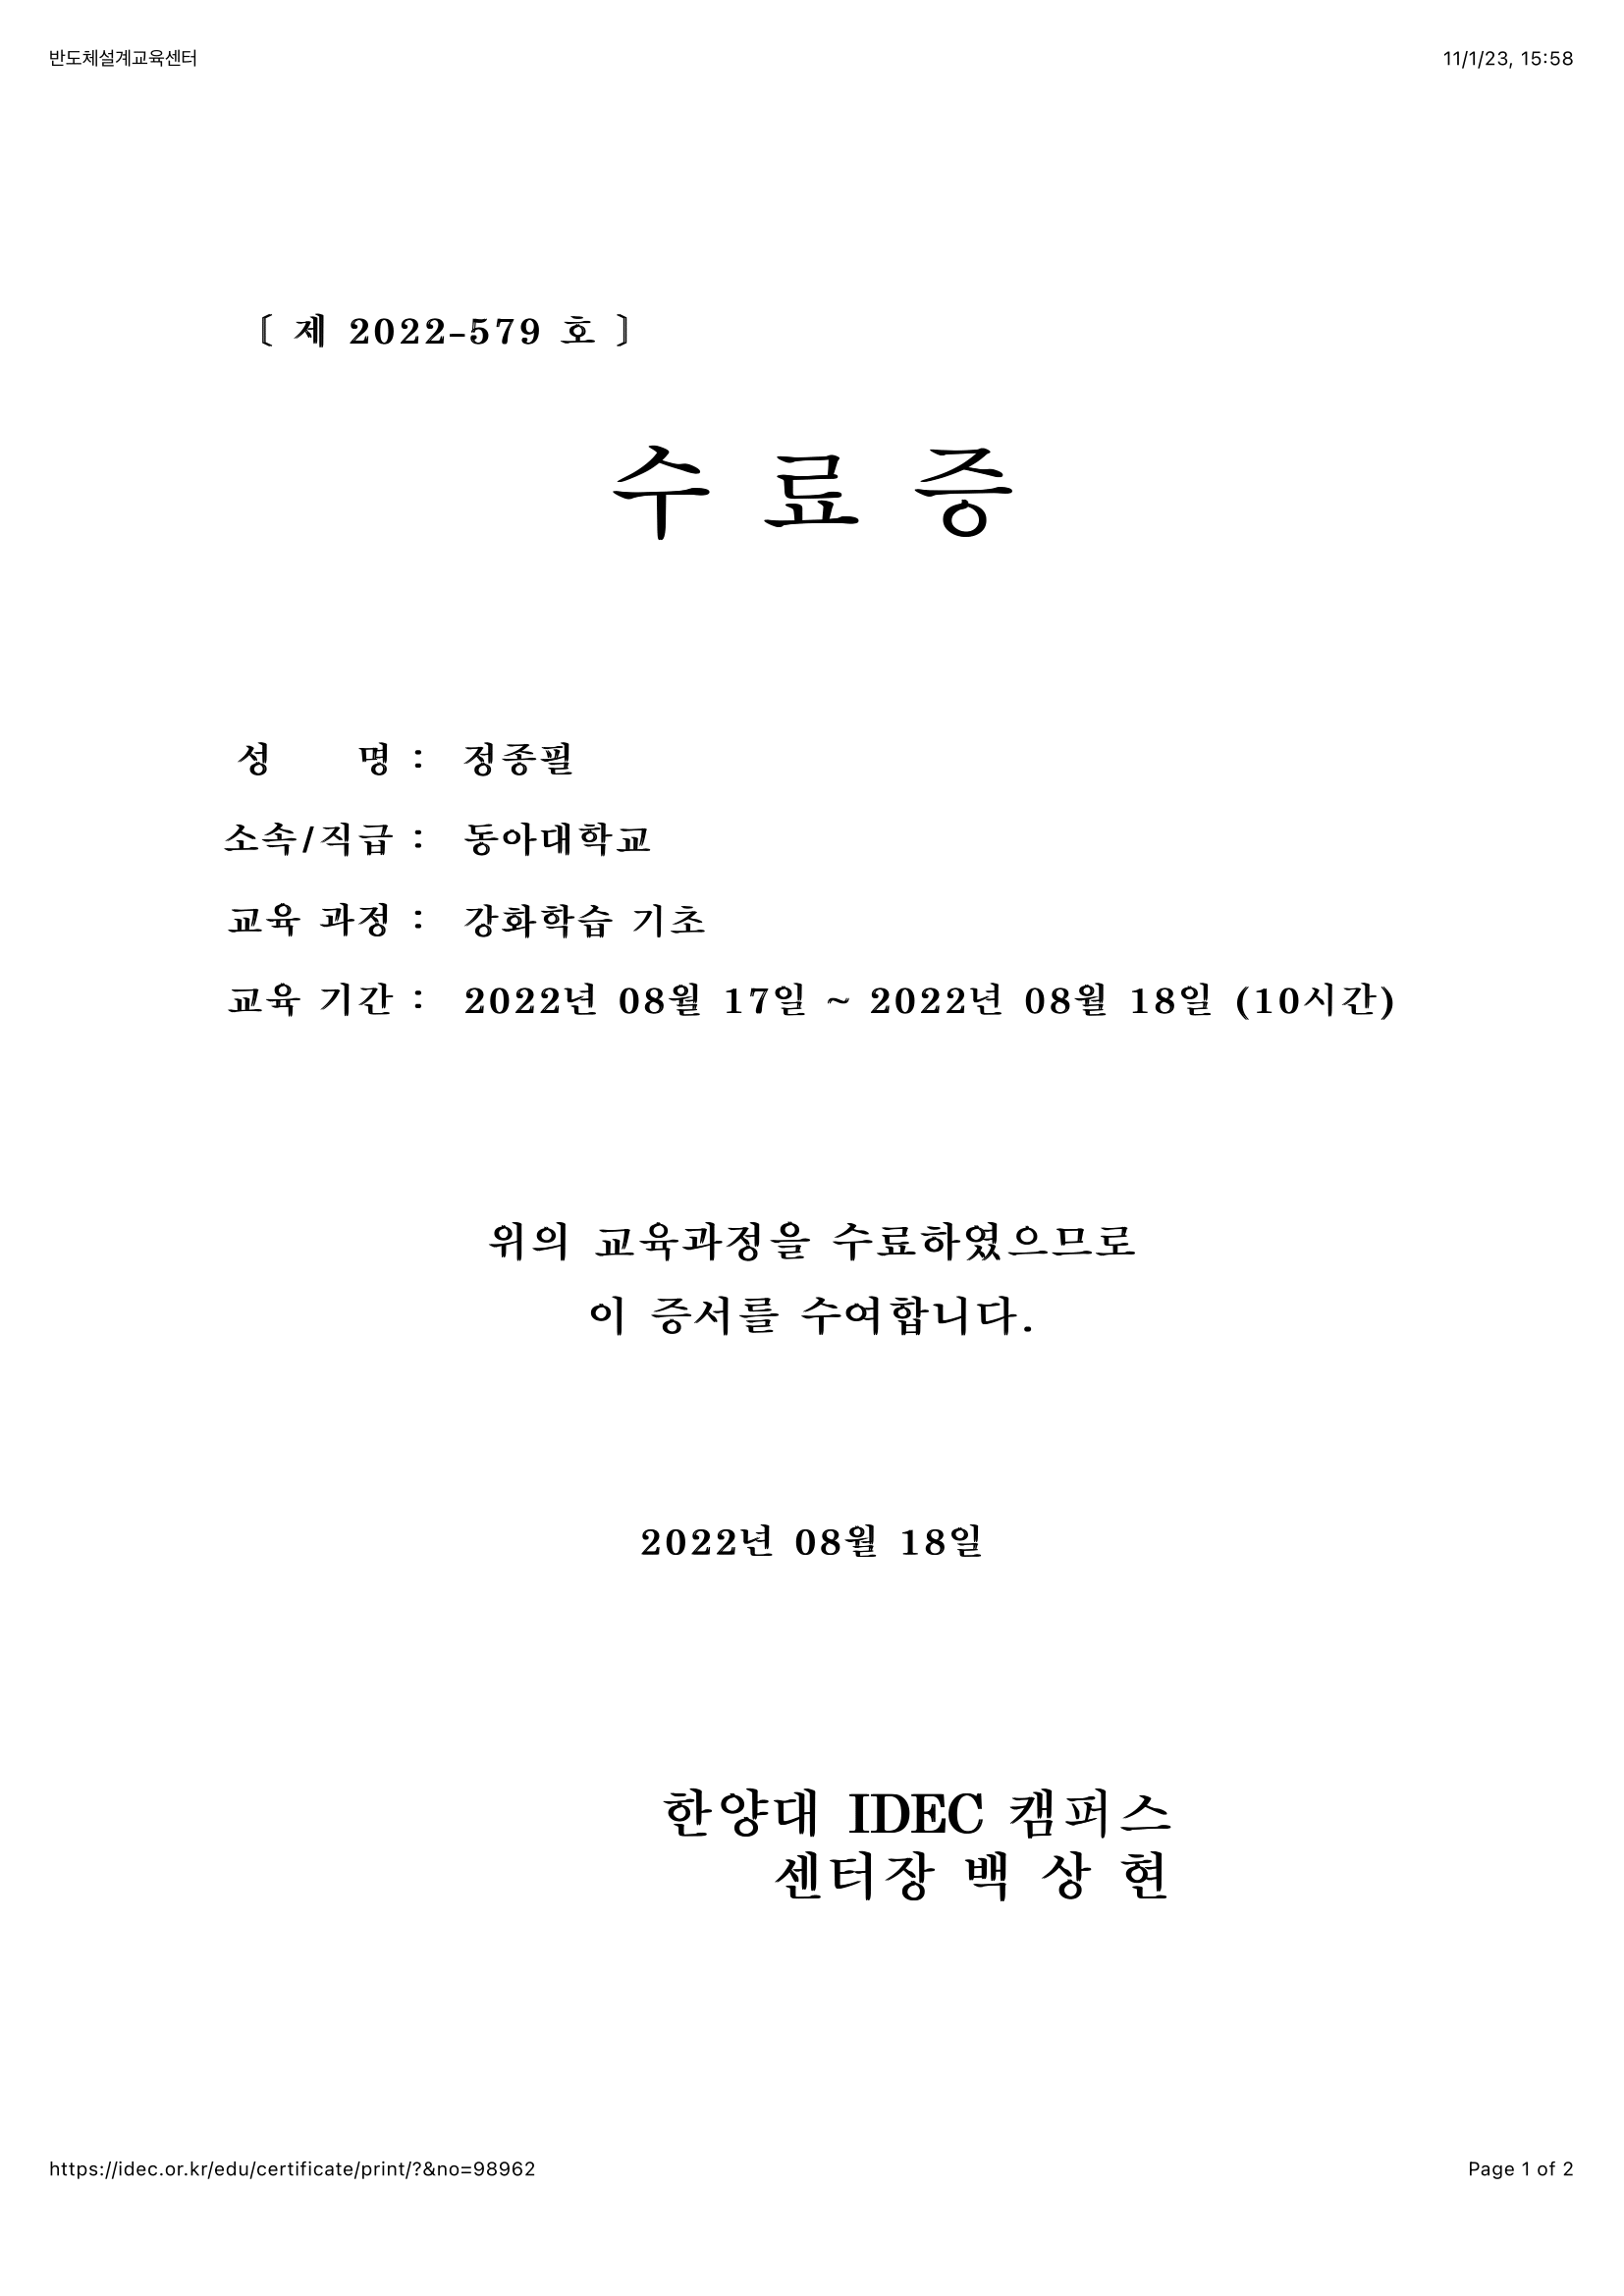 반도체설계교육센터 11/1/23, 15:58
〔 제 2022-579 호 〕
수 료 증
성 명 : 정종필
소속/직급 : 동아대학교
교육 과정 : 강화학습 기초
교육 기간 : 2022년 08월 17일 ~ 2022년 08월 18일 (10시간)
위의 교육과정을 수료하였으므로
이 증서를 수여합니다.
2022년 08월 18일
한양대 IDEC 캠퍼스
센터장 백 상 현
https://idec.or.kr/edu/certificate/print/?&no=98962 Page 1 of 2